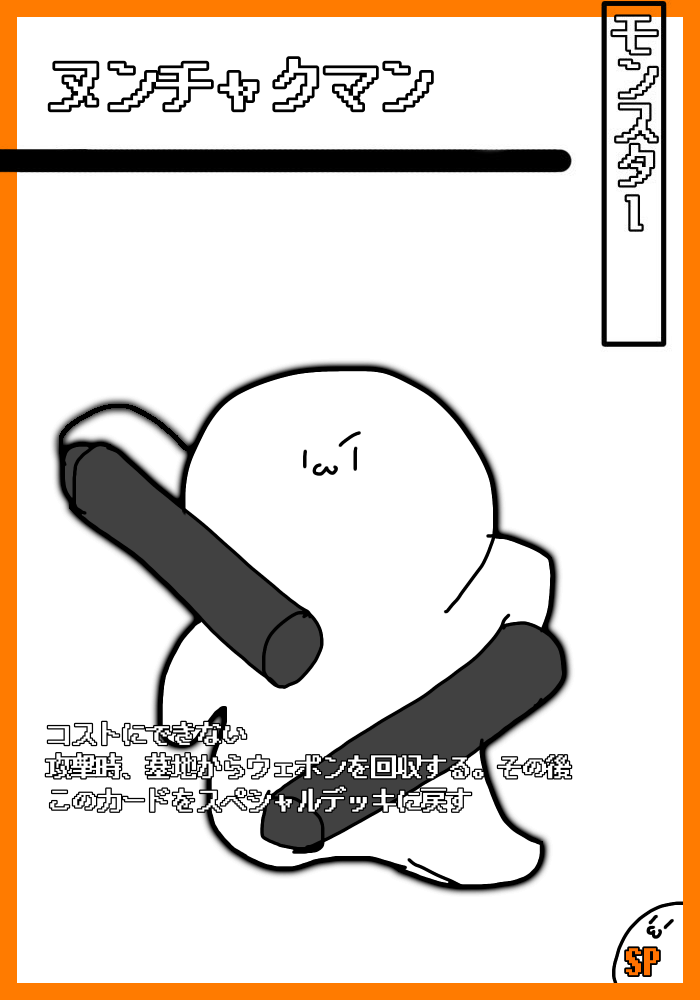 ヌンチャクマン
モンスター
コストにできない
攻撃時、墓地からウェポンを回収する。その後
このカードをスペシャルデッキに戻す
SP